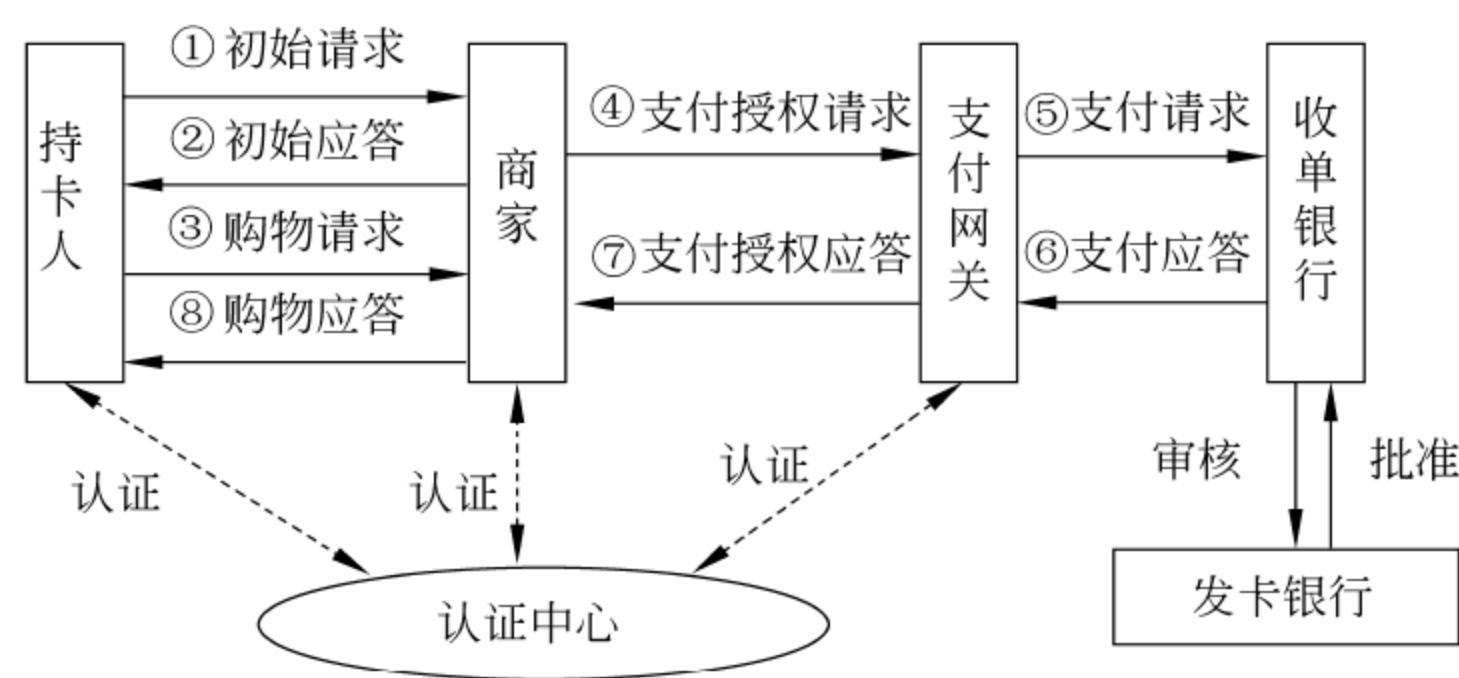 ① 初始请求
② 初始应答
③ 购物请求
⑧ 购物应答
持卡人
商家
④支付授权请求
⑦支付授权应答
支付网关
⑤支付请求
⑥支付应答
收单银行
认证
认证
认证
审核
批准
认证中心
发卡银行